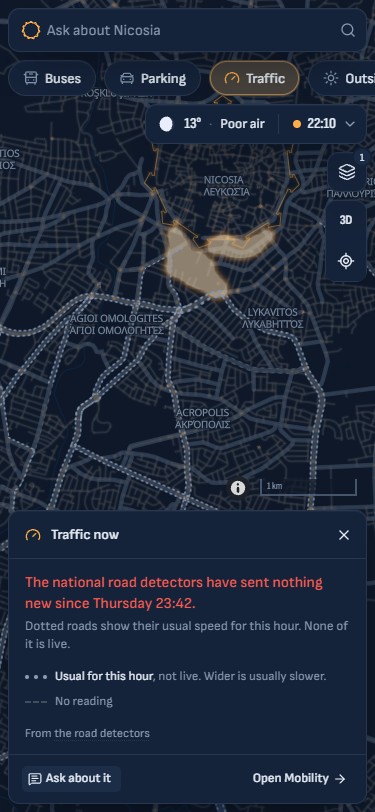 Ask about Nicosia
Buses
Parking
Traffic
Outsi
13° · Poor air
22:10
1
NICOSIA
ΛΕΥΚΩΣΙΑ
3D
AGIOI OMOLOGITES
ΑΓΙΟΙ ΟΜΟΛΟΓΗΤΕΣ
LYKAVITOS
ΛΥΚΑΒΗΤΤΟΣ
ACROPOLIS
ΑΚΡΟΠΟΛΙΣ
1 km
Traffic now
The national road detectors have sent nothing
new since Thursday 23:42.
Dotted roads show their usual speed for this hour. None of
it is live.
Usual for this hour, not live. Wider is usually slower.
No reading
From the road detectors
Ask about it
Open Mobility